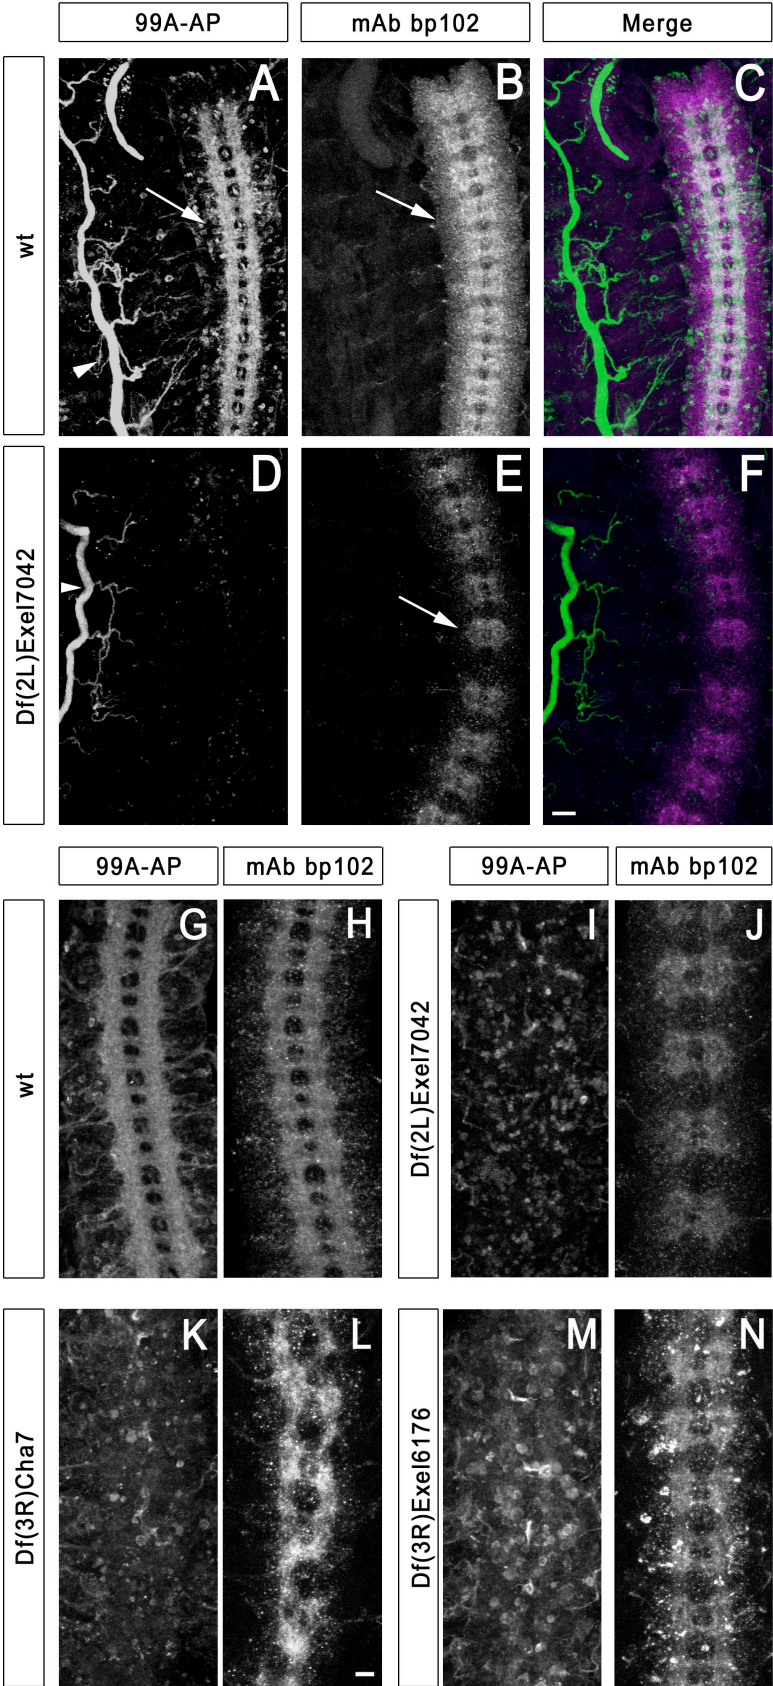 99A-AP mAb bp102 Merge
wt
A B C
Df(2L)Exel7042
D E F
99A-AP mAb bp102 99A-AP mAb bp102
wt
G H
Df(2L)Exel7042
I J
Df(3R)Cha7
K L
Df(3R)Exel6176
M N